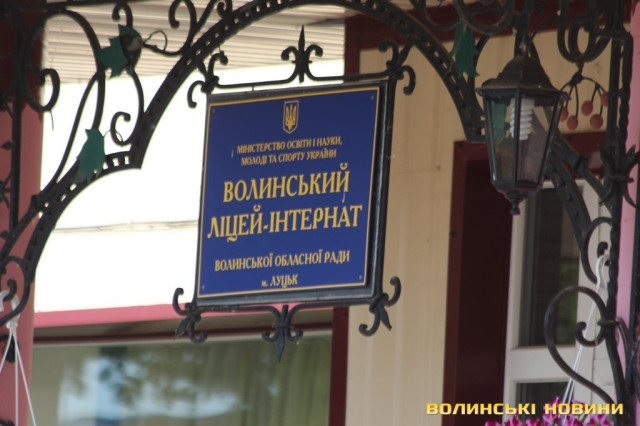 МІНІСТЕРСТВО ОСВІТИ І НАУКИ,
МОЛОДІ ТА СПОРТУ УКРАЇНИ
ВОЛИНСЬКИЙ
ЛІЦЕЙ-ІНТЕРНАТ
ВОЛИНСЬКОЇ ОБЛАСНОЇ РАДИ
м. ЛУЦЬК
ВОЛИНСЬКІ НОВИНИ